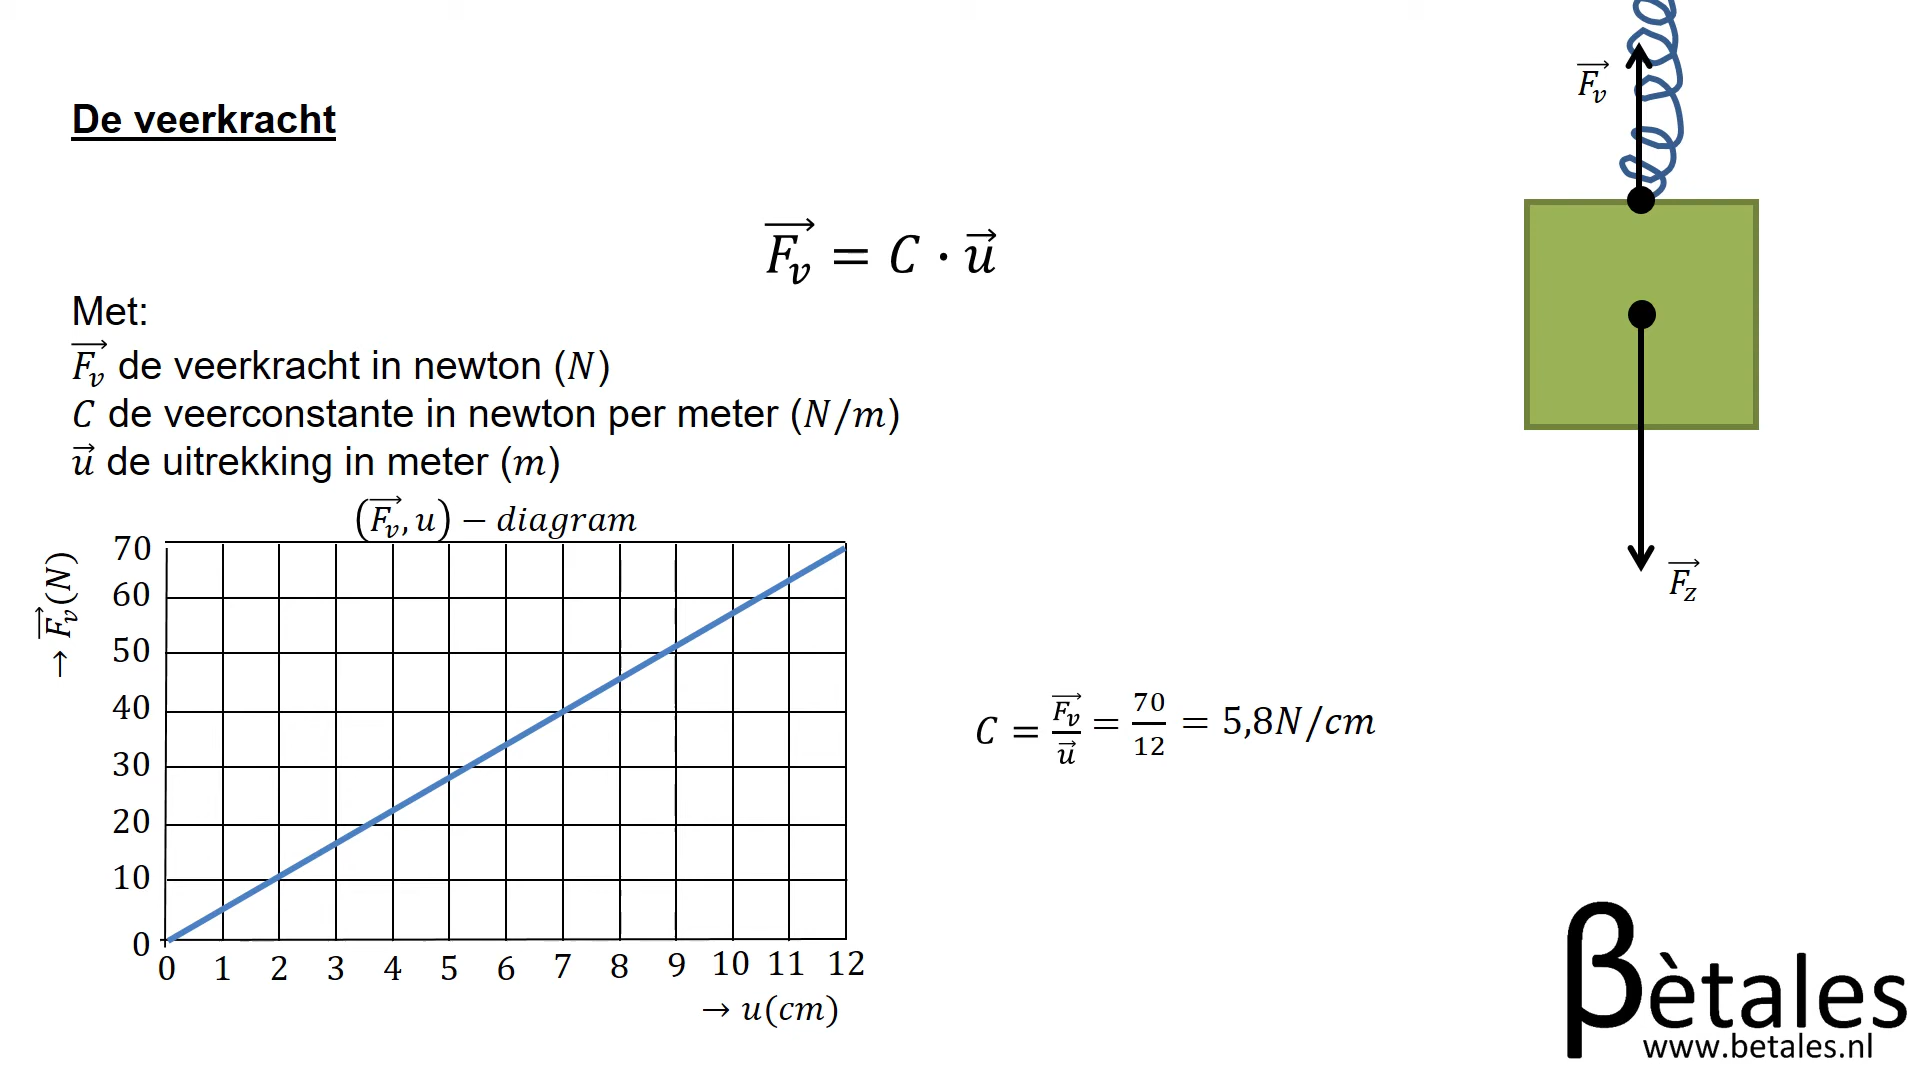 De veerkracht
F⃗ᵥ = C · u⃗
Met:
F⃗ᵥ de veerkracht in newton (N)
C de veerconstante in newton per meter (N/m)
u⃗ de uitrekking in meter (m)
(F⃗ᵥ, u) − diagram
→ F⃗ᵥ(N)
70
60
50
40
30
20
10
0
0 1 2 3 4 5 6 7 8 9 10 11 12
→ u(cm)
C = F⃗ᵥ/u⃗ = 70/12 = 5,8N/cm
F⃗ᵥ
F⃗_z
βètales
www.betales.nl